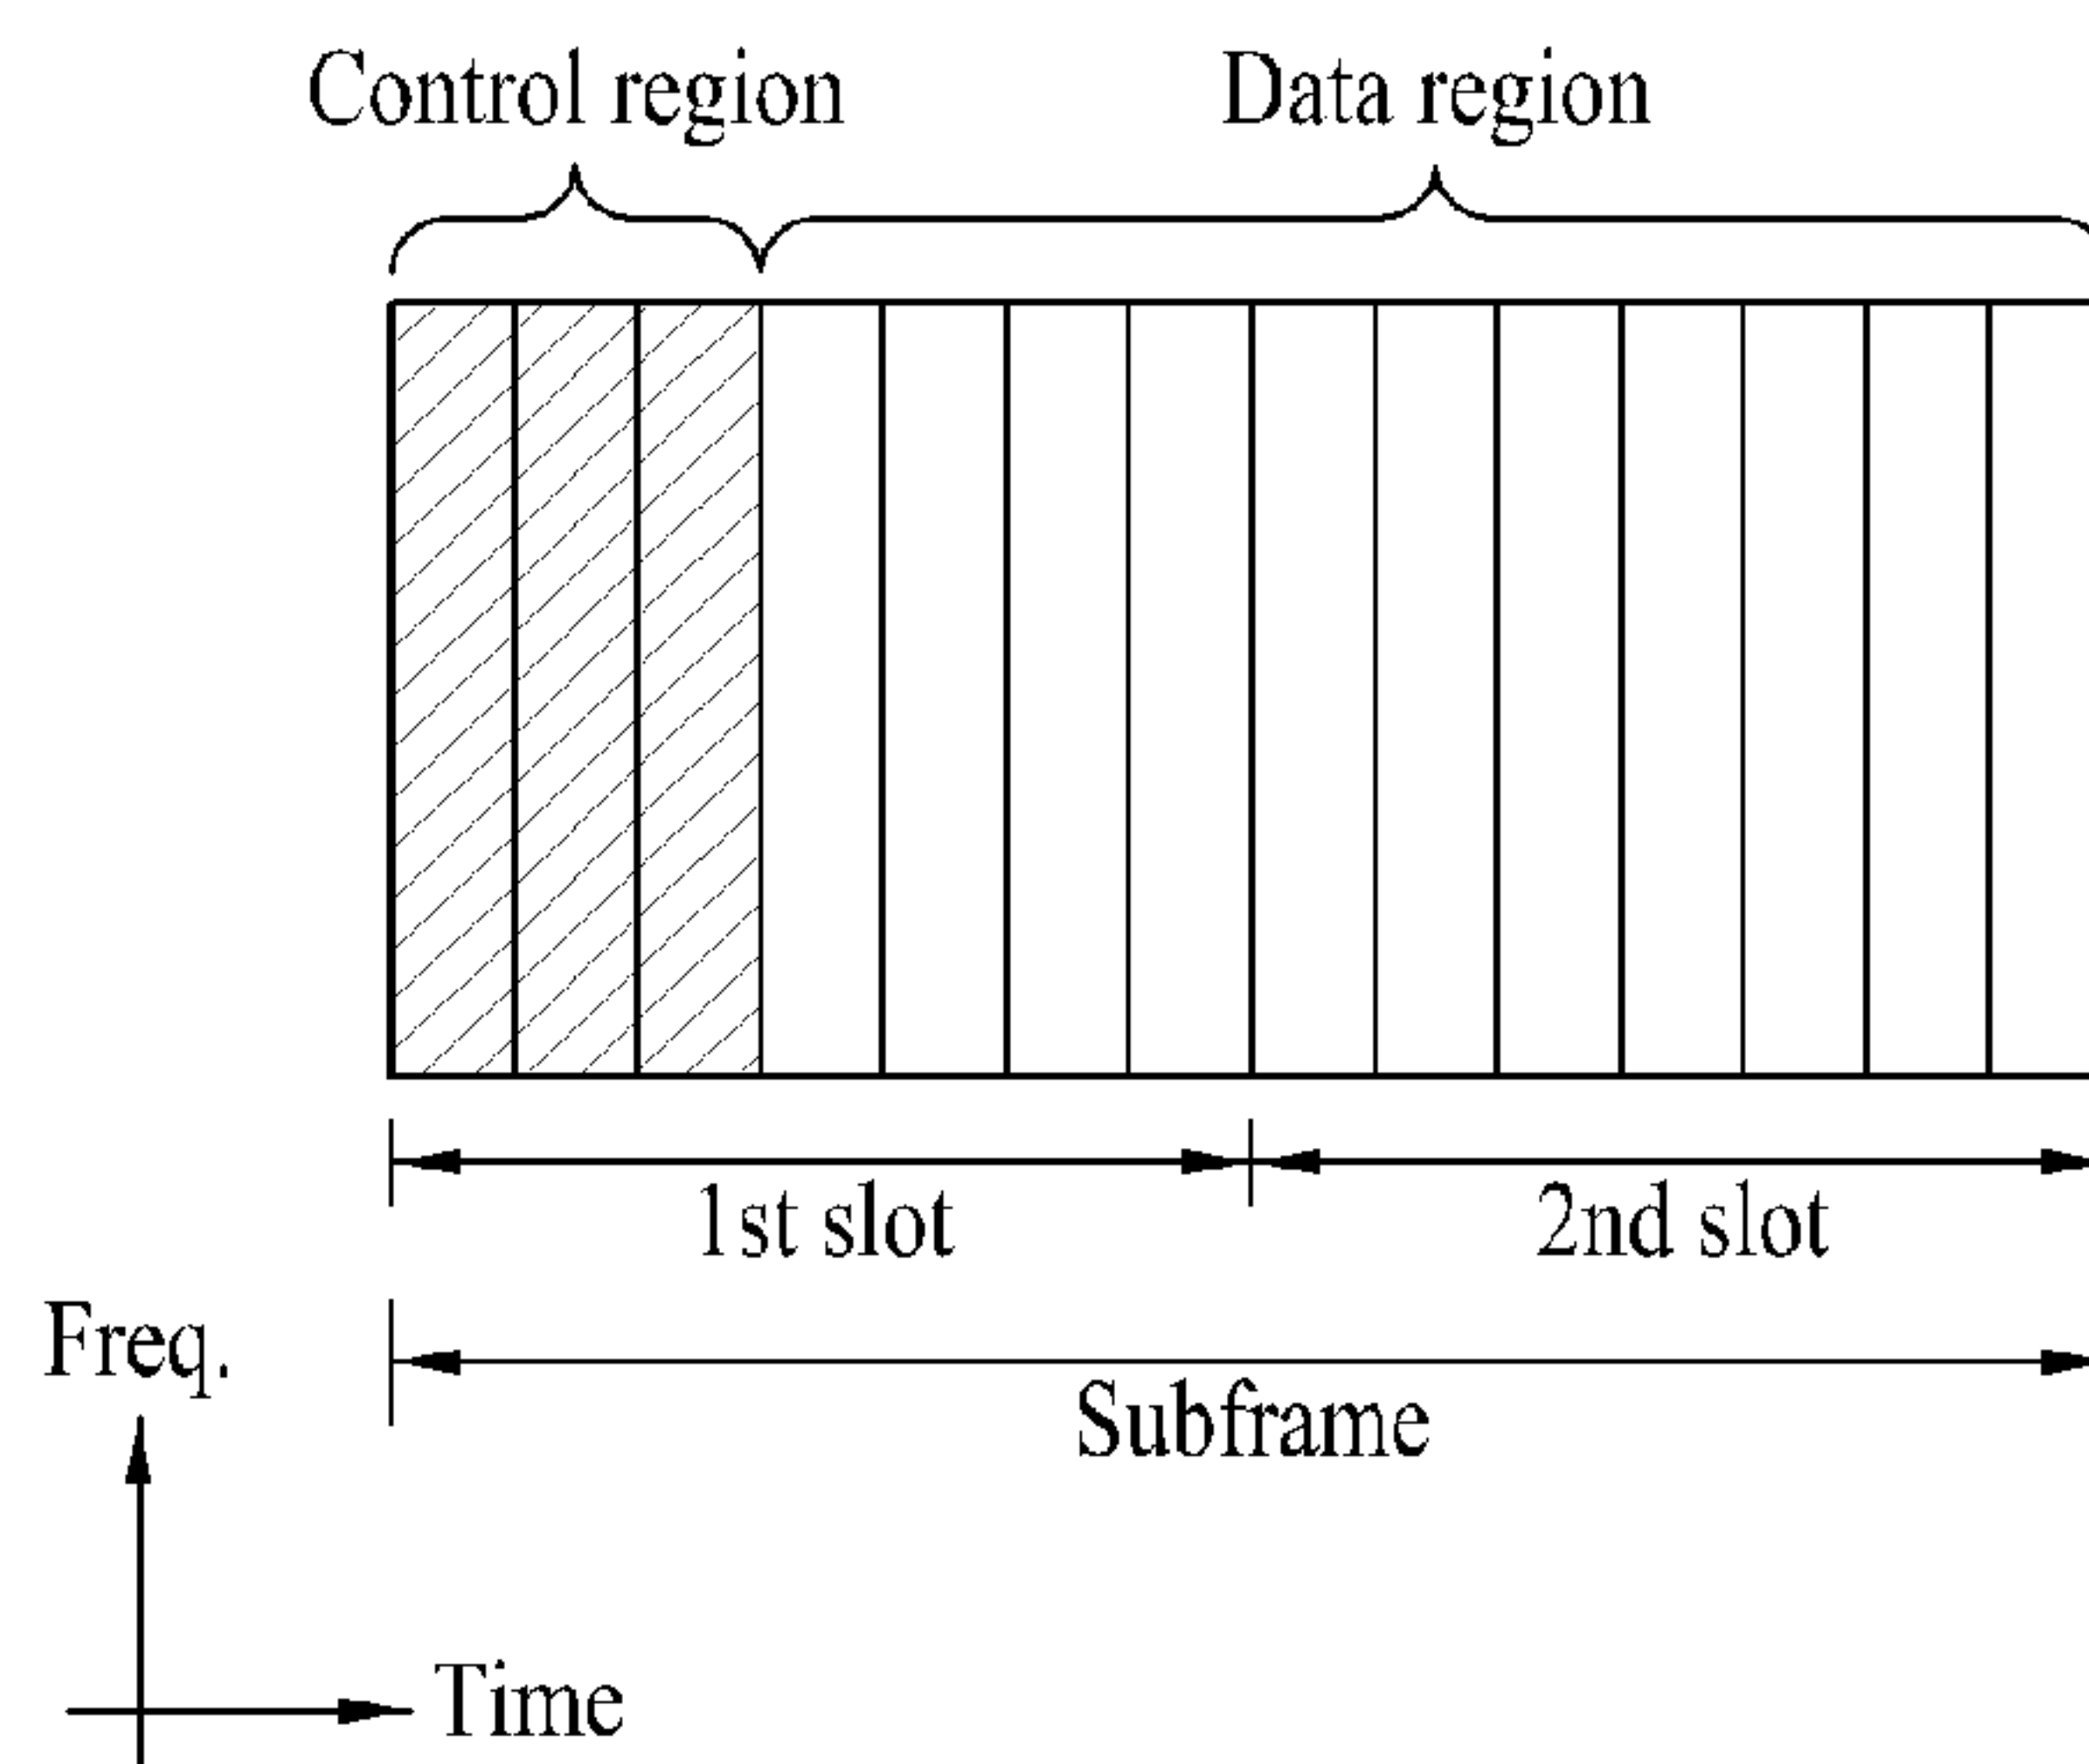 Control region
Data region
1st slot
2nd slot
Freq.
Subframe
Time